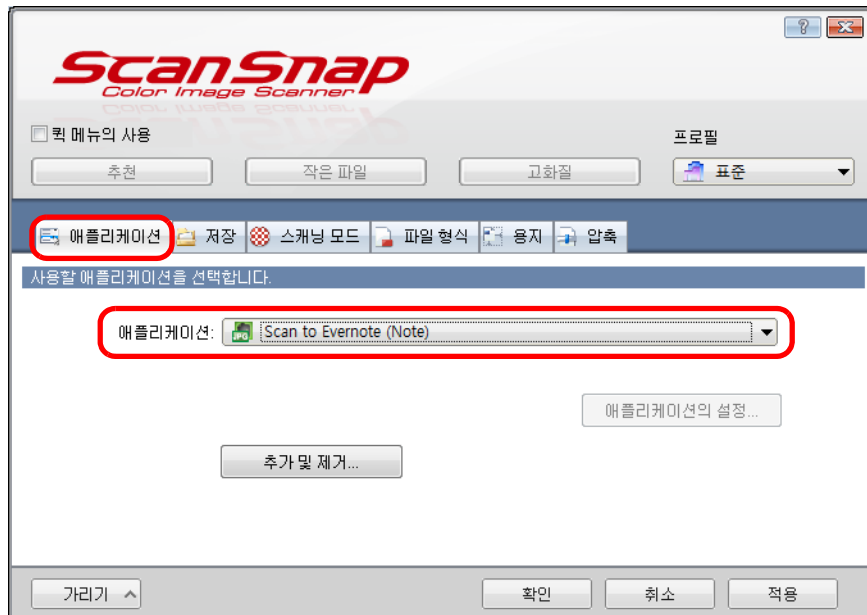 ScanSnap
Color Image Scanner
퀵 메뉴의 사용
프로필
추천
작은 파일
고화질
표준
애플리케이션
저장
스캐닝 모드
파일 형식
용지
압축
사용할 애플리케이션을 선택합니다.
애플리케이션: JPG Scan to Evernote (Note)
애플리케이션의 설정...
추가 및 제거...
가리기
확인
취소
적용